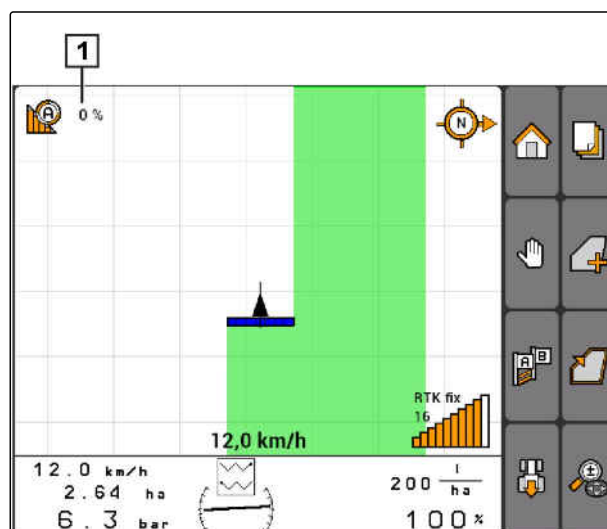 1
A
0 %
N
A B
RTK fix
16
12,0 km/h
12.0 km/h
2.64 ha
6.3 bar
200 l/ha
100 %